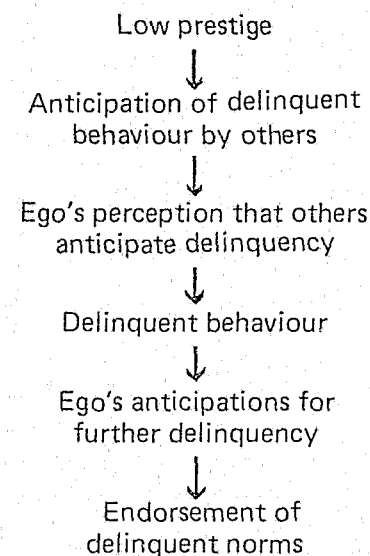 Low prestige
Anticipation of delinquent
behaviour by others
Ego's perception that others
anticipate delinquency
Delinquent behaviour
Ego's anticipations for
further delinquency
Endorsement of
delinquent norms